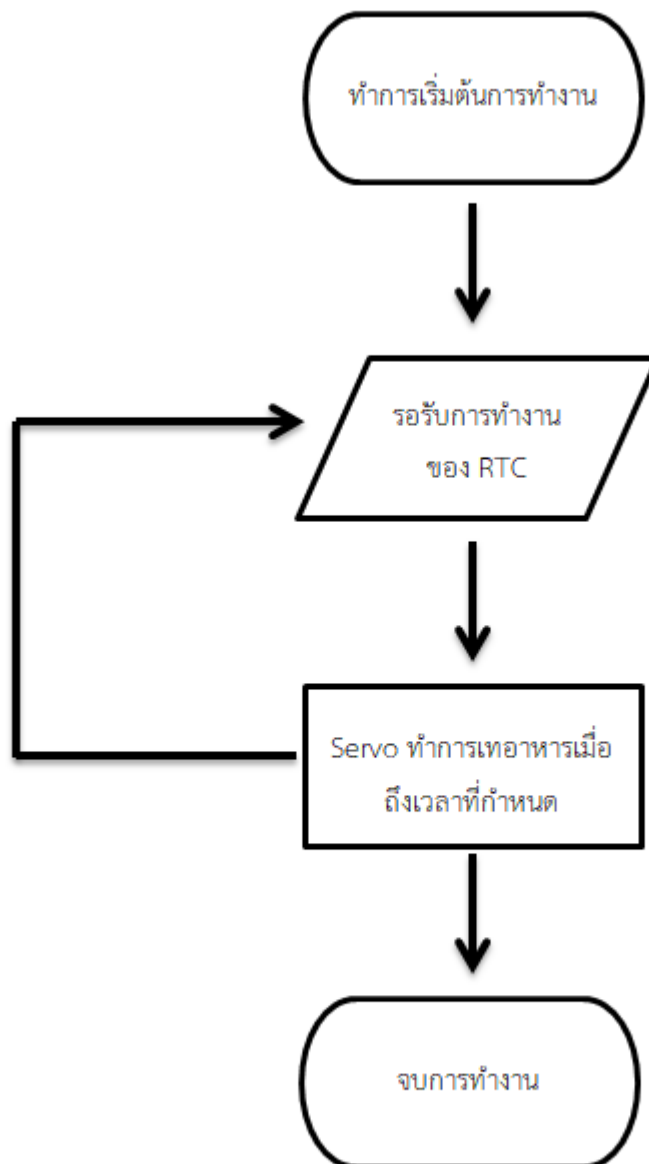 ทำการเริ่มต้นการทำงาน
รอรับการทำงาน
ของ RTC
Servo ทำการเทอาหารเมื่อ
ถึงเวลาที่กำหนด
จบการทำงาน